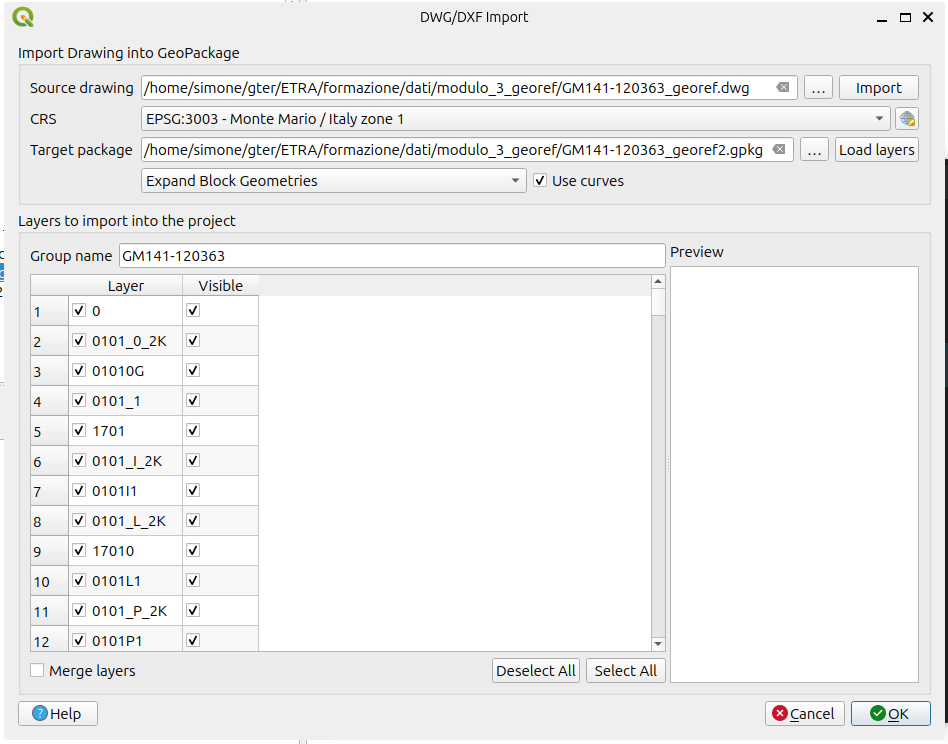 DWG/DXF Import
Import Drawing into GeoPackage
Source drawing /home/simone/gter/ETRA/formazione/dati/modulo_3_georef/GM141-120363_georef.dwg ... Import
CRS EPSG:3003 - Monte Mario / Italy zone 1
Target package /home/simone/gter/ETRA/formazione/dati/modulo_3_georef/GM141-120363_georef2.gpkg ... Load layers
Expand Block Geometries Use curves
Layers to import into the project
Group name GM141-120363 Preview
Layer Visible
1 0
2 0101_0_2K
3 01010G
4 0101_1
5 1701
6 0101_I_2K
7 0101I1
8 0101_L_2K
9 17010
10 0101L1
11 0101_P_2K
12 0101P1
Merge layers Deselect All Select All
Help Cancel OK